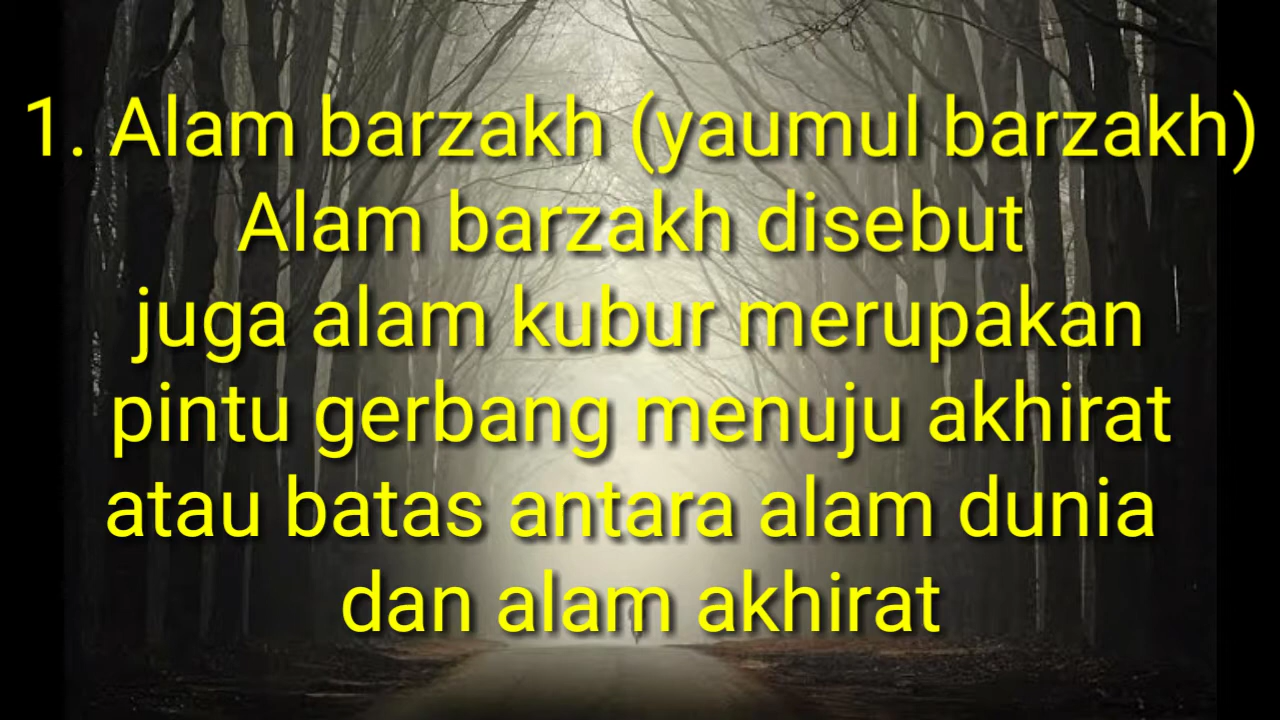 1. Alam barzakh (yaumul barzakh)
Alam barzakh disebut
juga alam kubur merupakan
pintu gerbang menuju akhirat
atau batas antara alam dunia
dan alam akhirat